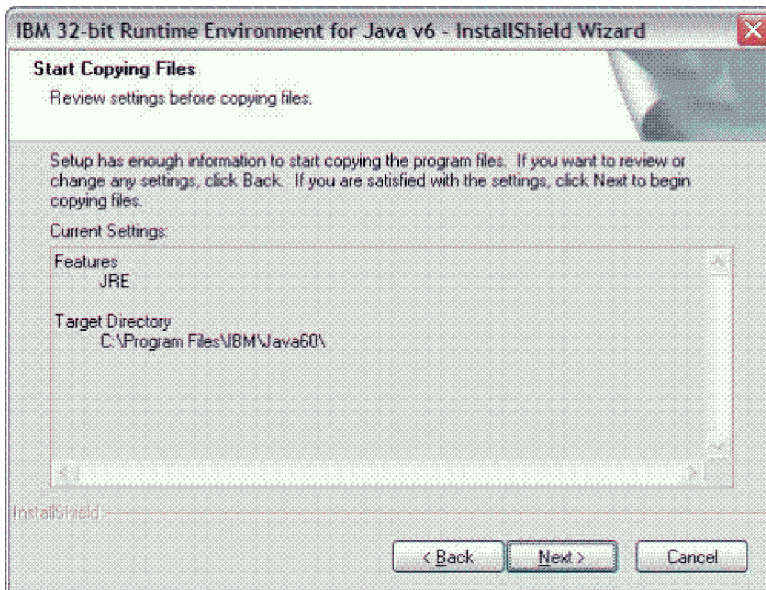 IBM 32-bit Runtime Environment for Java v6 - InstallShield Wizard
Start Copying Files
Review settings before copying files.
Setup has enough information to start copying the program files. If you want to review or
change any settings, click Back. If you are satisfied with the settings, click Next to begin
copying files.
Current Settings:
Features
JRE
Target Directory
C:\Program Files\IBM\Java60\
InstallShield
< Back
Next >
Cancel